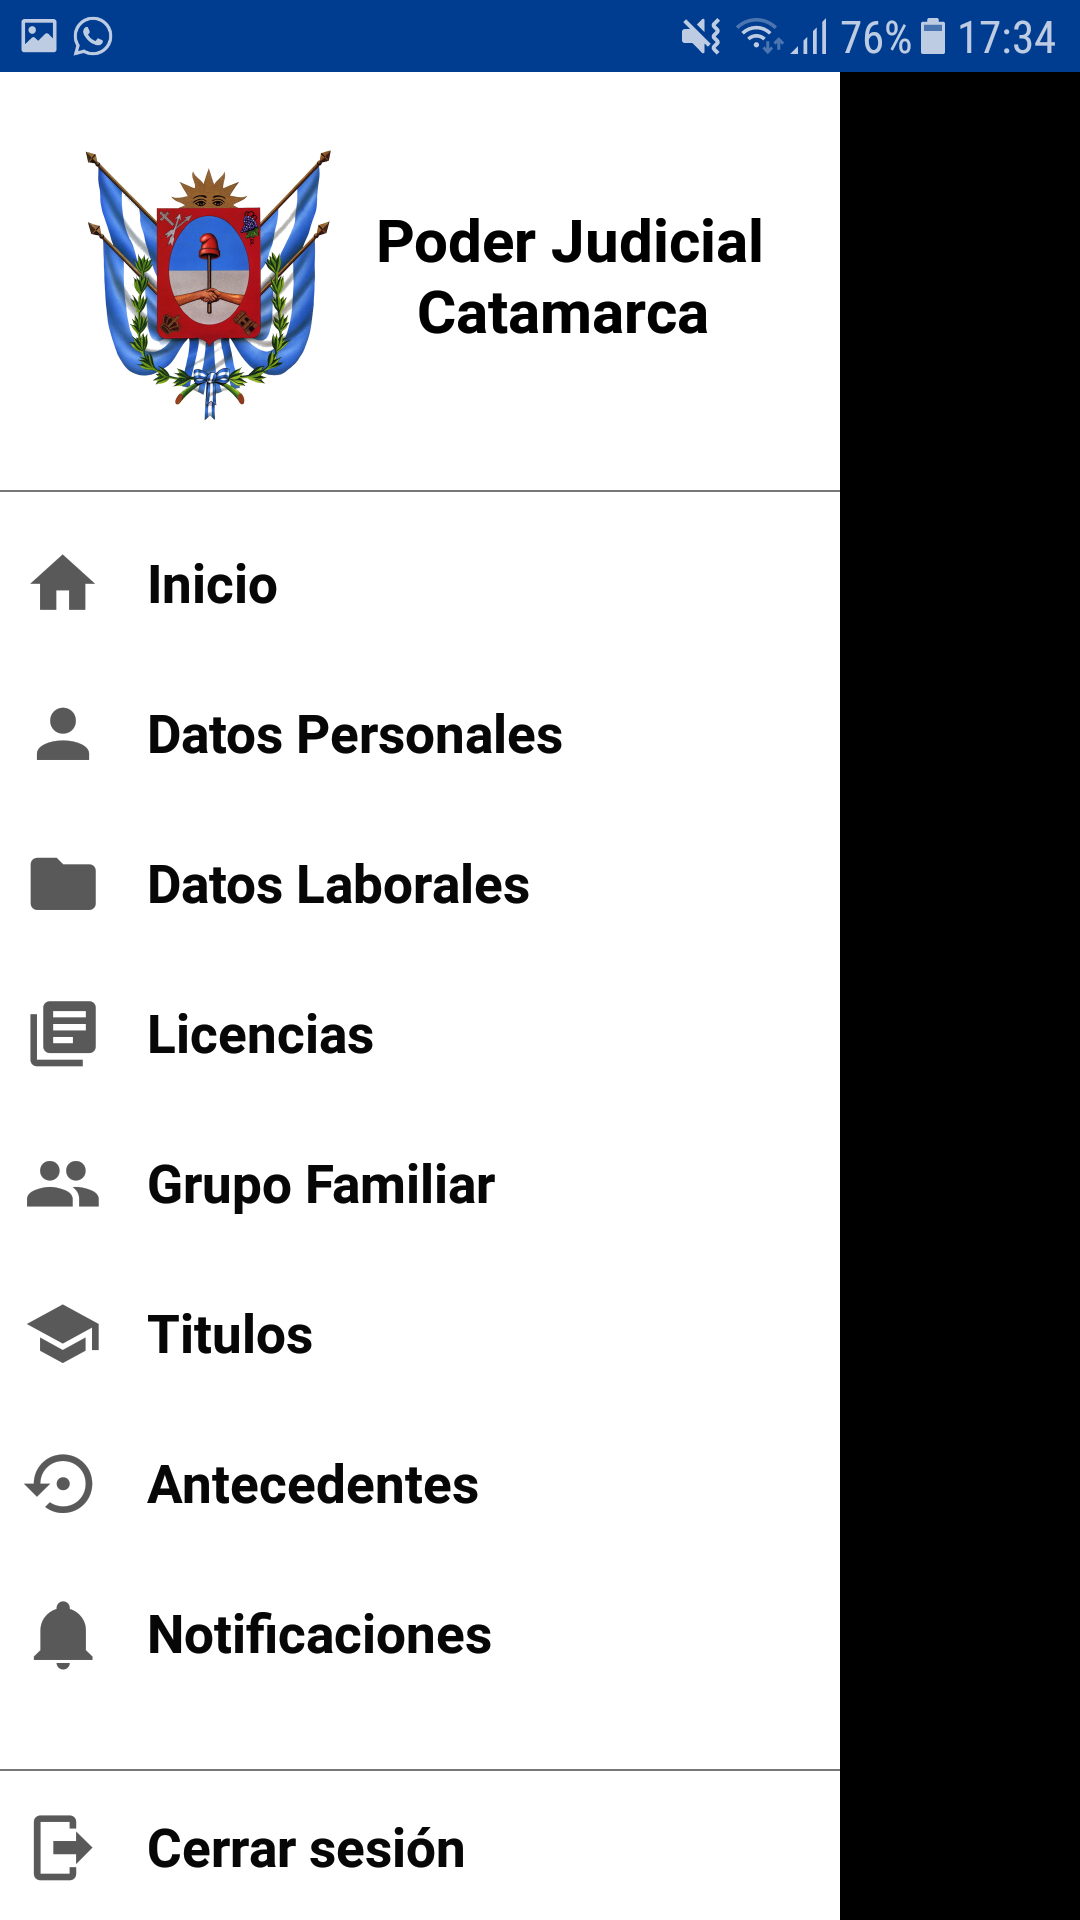 76% 17:34
Poder Judicial
Catamarca
Inicio
Datos Personales
Datos Laborales
Licencias
Grupo Familiar
Titulos
Antecedentes
Notificaciones
Cerrar sesión